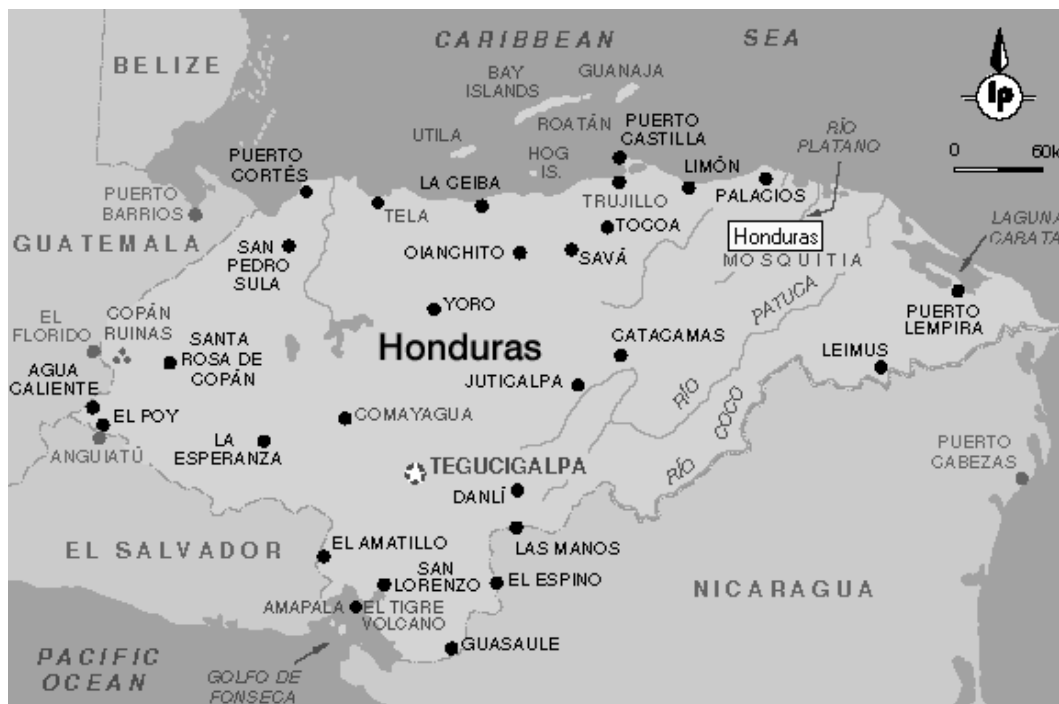 CARIBBEAN SEA
BELIZE
BAY
ISLANDS
GUANAJA
lp
UTILA
ROATÁN
HOG
IS.
PUERTO
CASTILLA
RÍO
PLATANO
0 60k
PUERTO
CORTÉS
LA CEIBA
LIMÓN
PALACIOS
PUERTO
BARRIOS
TELA
TRUJILLO
TOCOA
LAGUNA
CARATA
GUATEMALA
SAN
PEDRO
SULA
OIANCHITO
SAVÁ
Honduras
MOSQUITIA
EL
FLORIDO
COPÁN
RUINAS
YORO
PATUCA
PUERTO
LEMPIRA
SANTA
ROSA DE
COPÁN
Honduras
CATACAMAS
LEIMUS
AGUA
CALIENTE
JUTICALPA
RÍO
EL POY
COMAYAGUA
COCO
ANGUIATÚ
LA
ESPERANZA
TEGUCIGALPA
RÍO
PUERTO
CABEZAS
DANLÍ
EL SALVADOR
EL AMATILLO
LAS MANOS
SAN
LORENZO
EL ESPINO
NICARAGUA
AMAPALA
EL TIGRE
VOLCANO
GUASAULE
PACIFIC
OCEAN
GOLFO DE
FONSECA